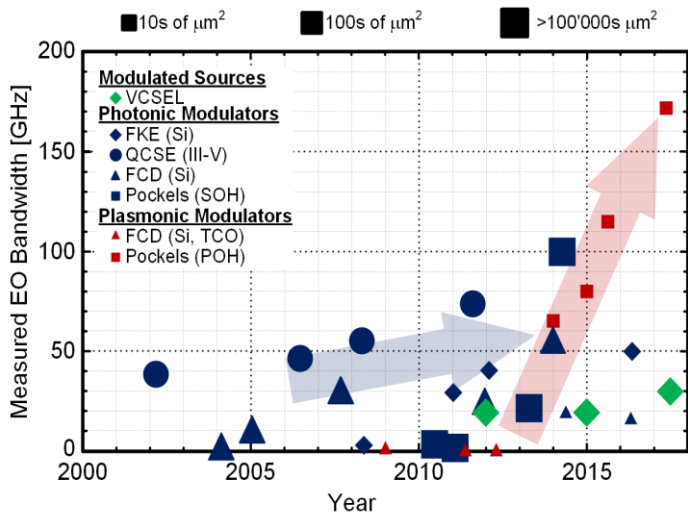 10s of μm² 100s of μm² >100'000s μm²
Modulated Sources
VCSEL
Photonic Modulators
FKE (Si)
QCSE (III-V)
FCD (Si)
Pockels (SOH)
Plasmonic Modulators
FCD (Si, TCO)
Pockels (POH)
Measured EO Bandwidth [GHz]
200
150
100
50
0
2000 2005 2010 2015
Year